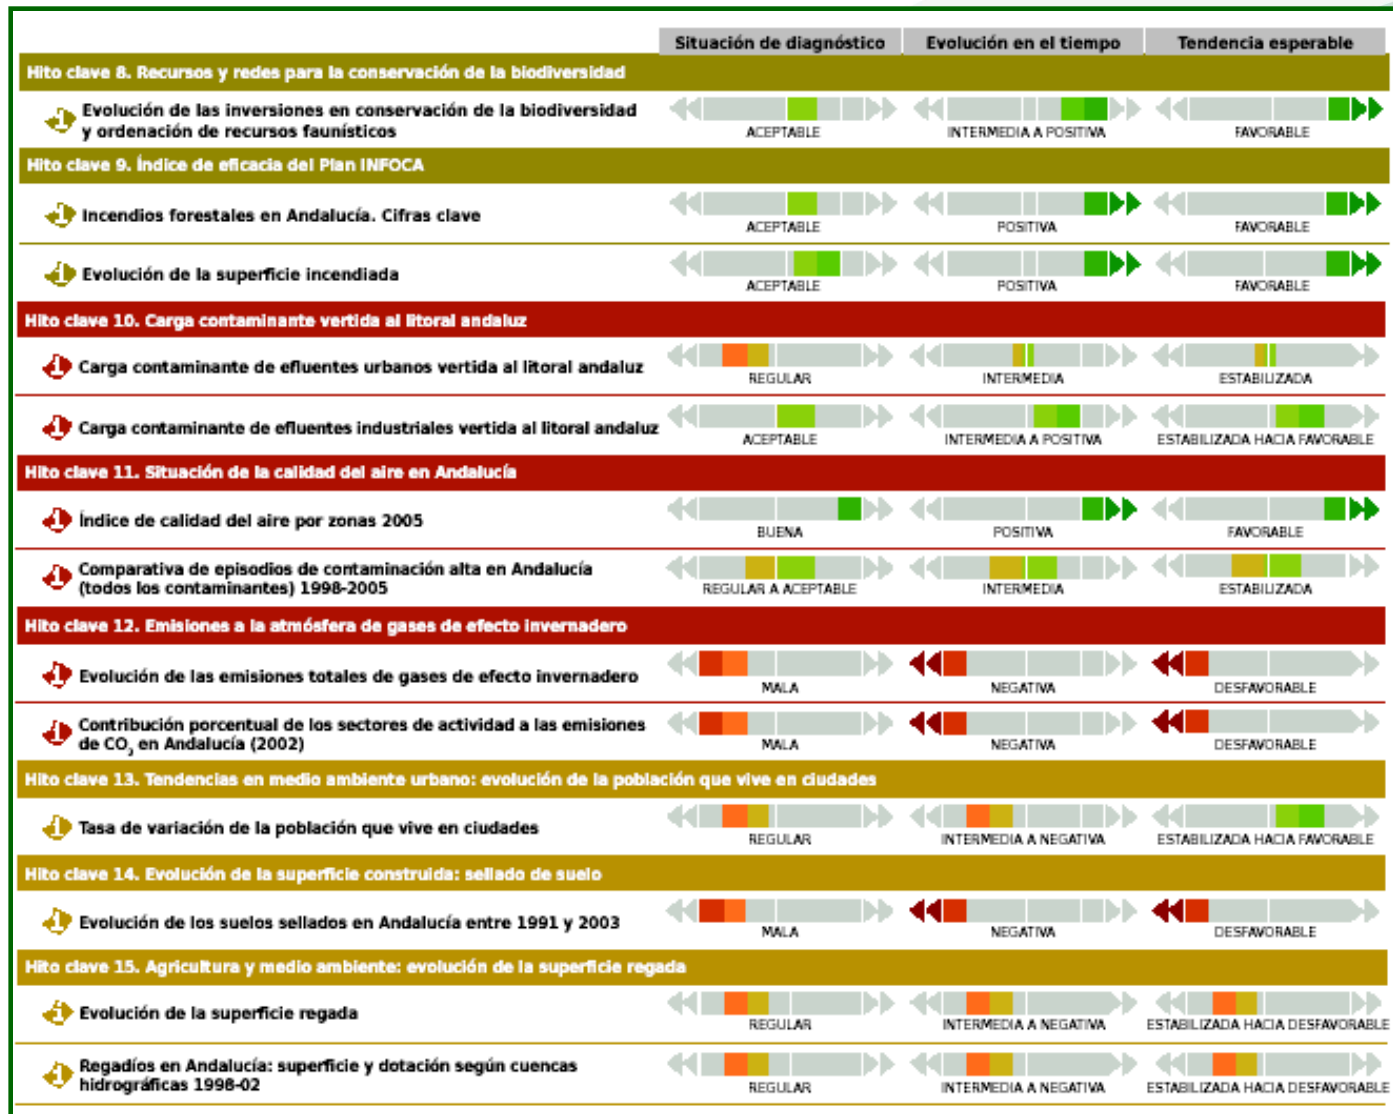 Situación de diagnóstico Evolución en el tiempo Tendencia esperable
Hito clave 8. Recursos y redes para la conservación de la biodiversidad
1 Evolución de las inversiones en conservación de la biodiversidad
y ordenación de recursos faunísticos
ACEPTABLE INTERMEDIA A POSITIVA FAVORABLE
Hito clave 9. Índice de eficacia del Plan INFOCA
1 Incendios forestales en Andalucía. Cifras clave
ACEPTABLE POSITIVA FAVORABLE
1 Evolución de la superficie incendiada
ACEPTABLE POSITIVA FAVORABLE
Hito clave 10. Carga contaminante vertida al litoral andaluz
1 Carga contaminante de efluentes urbanos vertida al litoral andaluz
REGULAR INTERMEDIA ESTABILIZADA
1 Carga contaminante de efluentes industriales vertida al litoral andaluz
ACEPTABLE INTERMEDIA A POSITIVA ESTABILIZADA HACIA FAVORABLE
Hito clave 11. Situación de la calidad del aire en Andalucía
1 Índice de calidad del aire por zonas 2005
BUENA POSITIVA FAVORABLE
1 Comparativa de episodios de contaminación alta en Andalucía
(todos los contaminantes) 1998-2005
REGULAR A ACEPTABLE INTERMEDIA ESTABILIZADA
Hito clave 12. Emisiones a la atmósfera de gases de efecto invernadero
1 Evolución de las emisiones totales de gases de efecto invernadero
MALA NEGATIVA DESFAVORABLE
1 Contribución porcentual de los sectores de actividad a las emisiones
de CO₂ en Andalucía (2002)
MALA NEGATIVA DESFAVORABLE
Hito clave 13. Tendencias en medio ambiente urbano: evolución de la población que vive en ciudades
1 Tasa de variación de la población que vive en ciudades
REGULAR INTERMEDIA A NEGATIVA ESTABILIZADA HACIA FAVORABLE
Hito clave 14. Evolución de la superficie construida: sellado de suelo
1 Evolución de los suelos sellados en Andalucía entre 1991 y 2003
MALA NEGATIVA DESFAVORABLE
Hito clave 15. Agricultura y medio ambiente: evolución de la superficie regada
1 Evolución de la superficie regada
REGULAR INTERMEDIA A NEGATIVA ESTABILIZADA HACIA DESFAVORABLE
1 Regadíos en Andalucía: superficie y dotación según cuencas
hidrográficas 1998-02
REGULAR INTERMEDIA A NEGATIVA ESTABILIZADA HACIA DESFAVORABLE